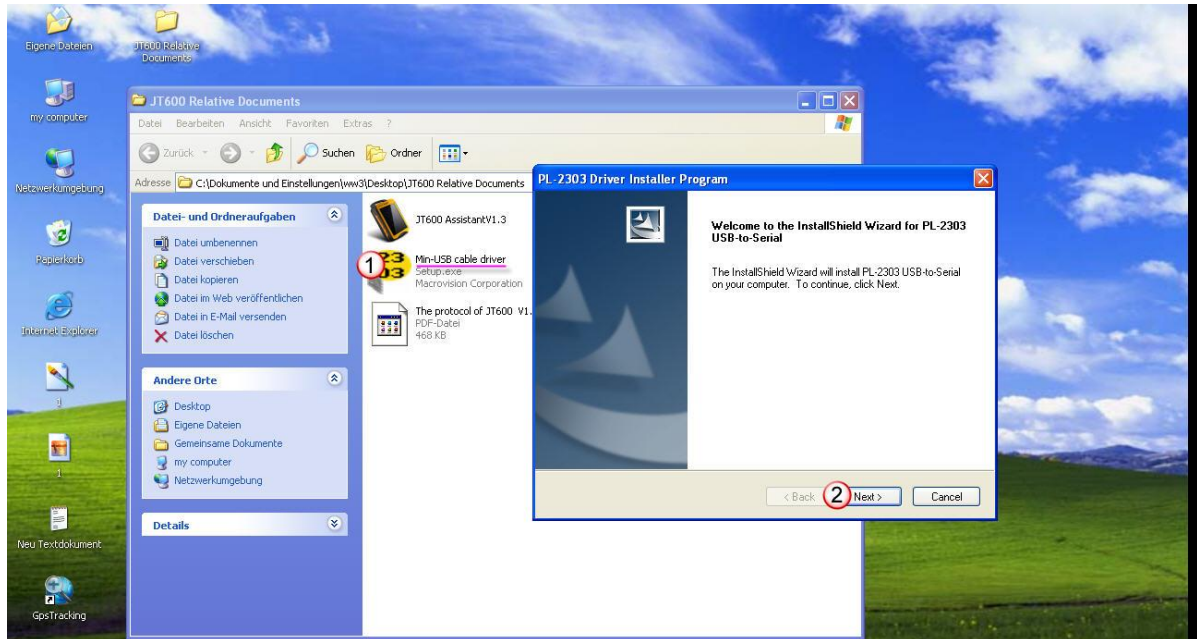 Eigene Dateien
JT600 Relative
Documents
my computer
Netzwerkumgebung
Papierkorb
Internet Explorer
1
Neu Textdokument
GpsTracking
JT600 Relative Documents
Datei Bearbeiten Ansicht Favoriten Extras ?
Zurück Suchen Ordner
Adresse C:\Dokumente und Einstellungen\ww3\Desktop\JT600 Relative Documents
Datei- und Ordneraufgaben
Datei umbenennen
Datei verschieben
Datei kopieren
Datei im Web veröffentlichen
Datei in E-Mail versenden
Datei löschen
Andere Orte
Desktop
Eigene Dateien
Gemeinsame Dokumente
my computer
Netzwerkumgebung
Details
JT600 AssistantV1.3
1
Min-USB cable driver
Setup.exe
Macrovision Corporation
The protocol of JT600 V1.
PDF-Datei
468 KB
PL-2303 Driver Installer Program
Welcome to the InstallShield Wizard for PL-2303
USB-to-Serial
The InstallShield Wizard will install PL-2303 USB-to-Serial
on your computer. To continue, click Next.
< Back 2 Next > Cancel